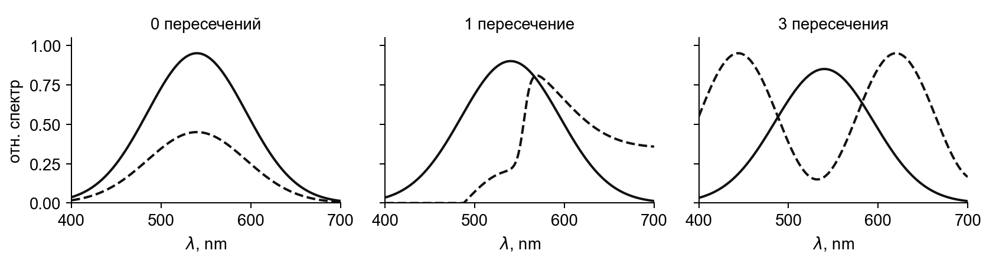 0 пересечений
1 пересечение
3 пересечения
отн. спектр
1.00
0.75
0.50
0.25
0.00
400 500 600 700
400 500 600 700
400 500 600 700
λ, nm
λ, nm
λ, nm